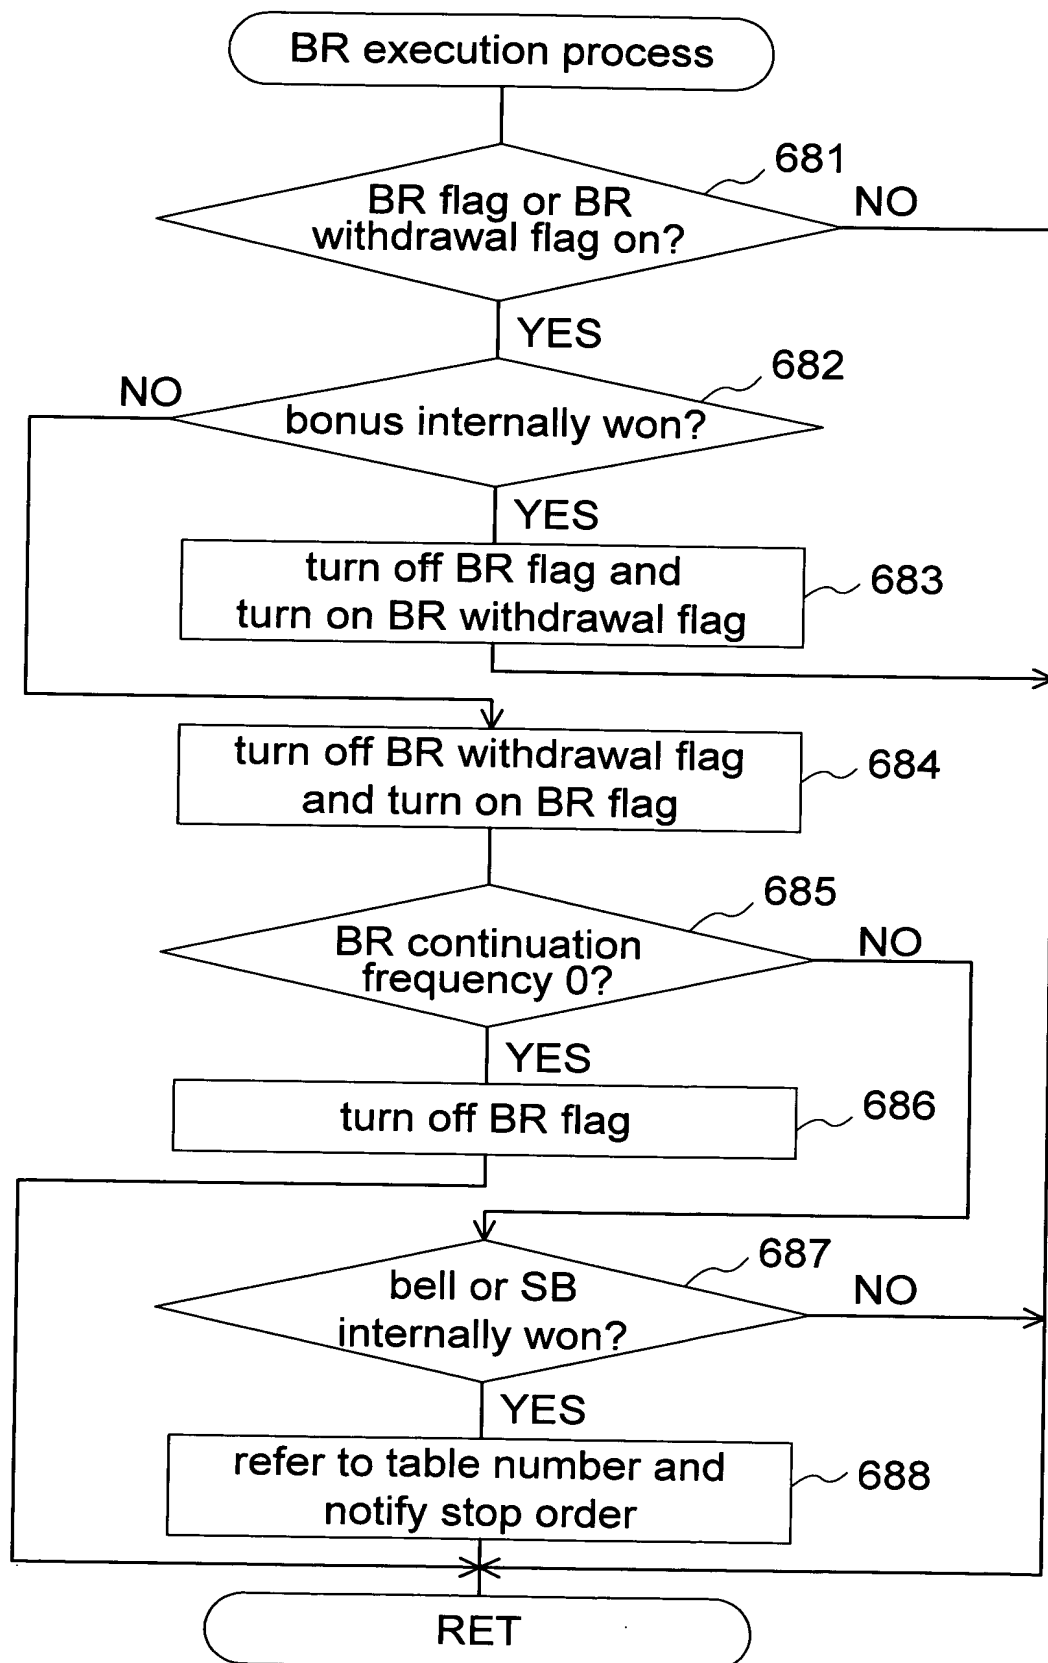 BR execution process
681
BR flag or BR
withdrawal flag on?
NO
YES
682
NO
bonus internally won?
YES
turn off BR flag and
turn on BR withdrawal flag
683
turn off BR withdrawal flag
and turn on BR flag
684
685
BR continuation
frequency 0?
NO
YES
turn off BR flag
686
687
bell or SB
internally won?
NO
YES
refer to table number and
notify stop order
688
RET